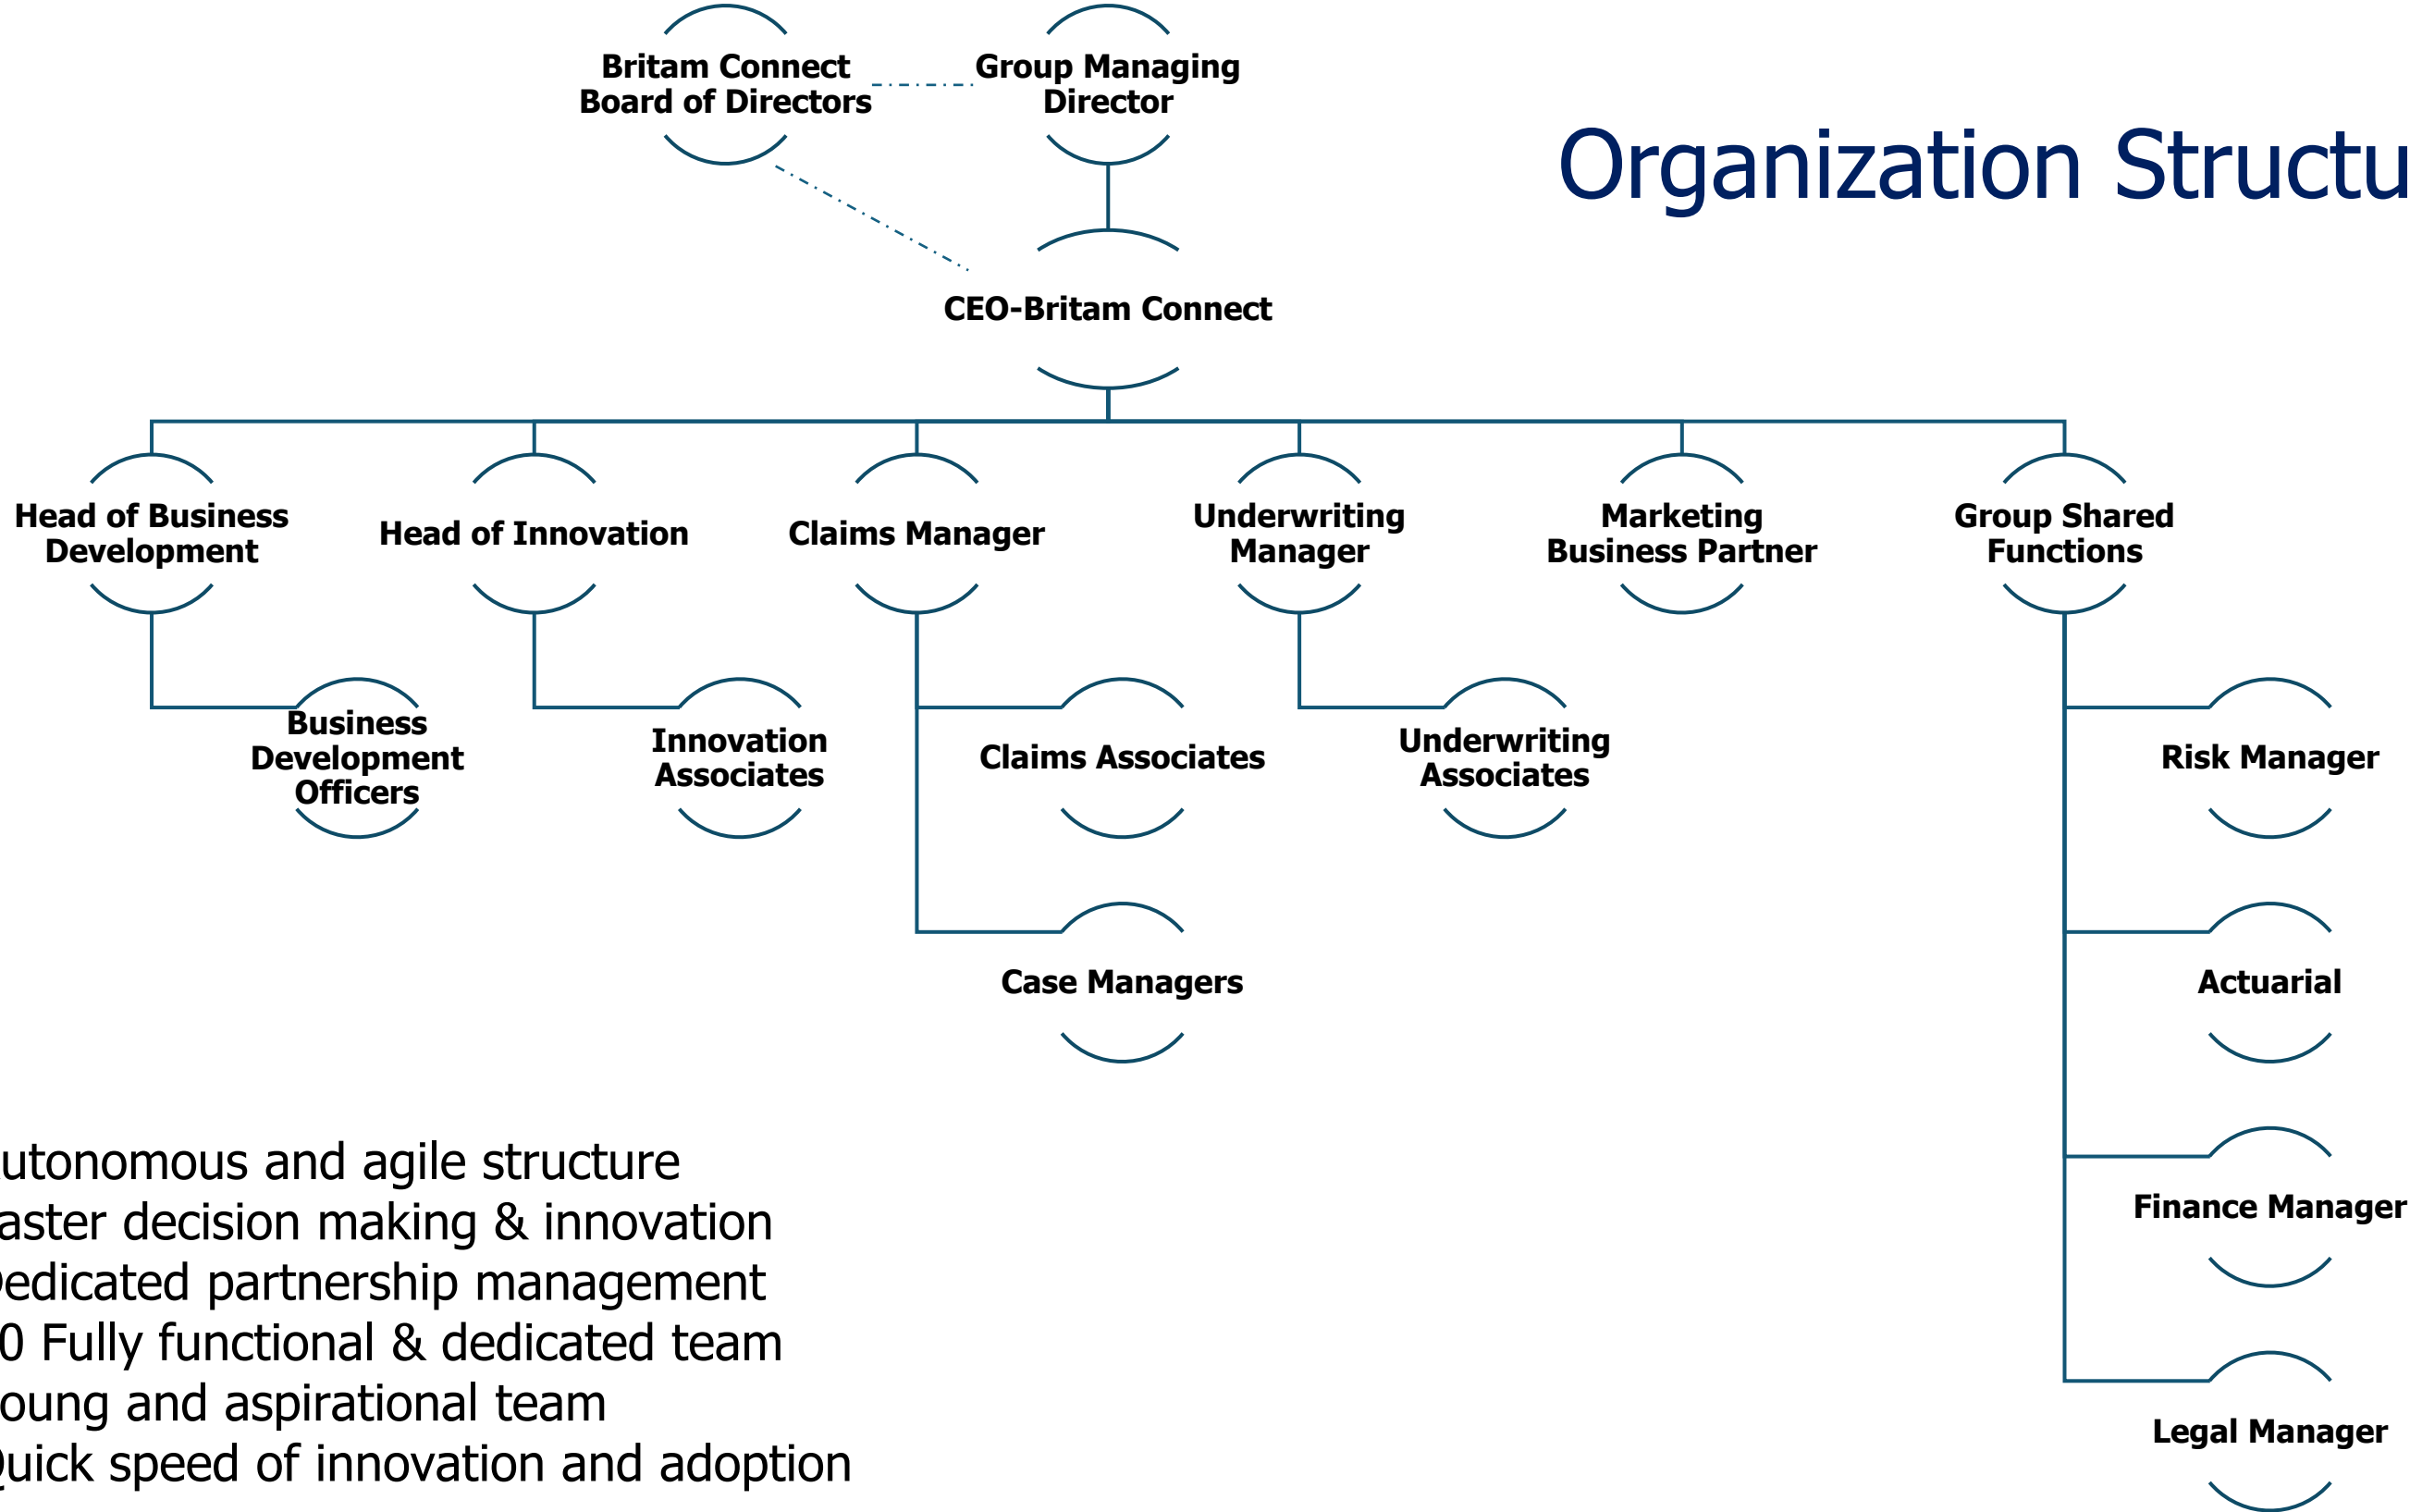 Britam Connect
Board of Directors
Group Managing
Director
Organization Structu
CEO-Britam Connect
Head of Business
Development
Head of Innovation
Claims Manager
Underwriting
Manager
Marketing
Business Partner
Group Shared
Functions
Business
Development
Officers
Innovation
Associates
Claims Associates
Underwriting
Associates
Risk Manager
Case Managers
Actuarial
Finance Manager
Legal Manager
utonomous and agile structure
aster decision making & innovation
edicated partnership management
0 Fully functional & dedicated team
oung and aspirational team
uick speed of innovation and adoption